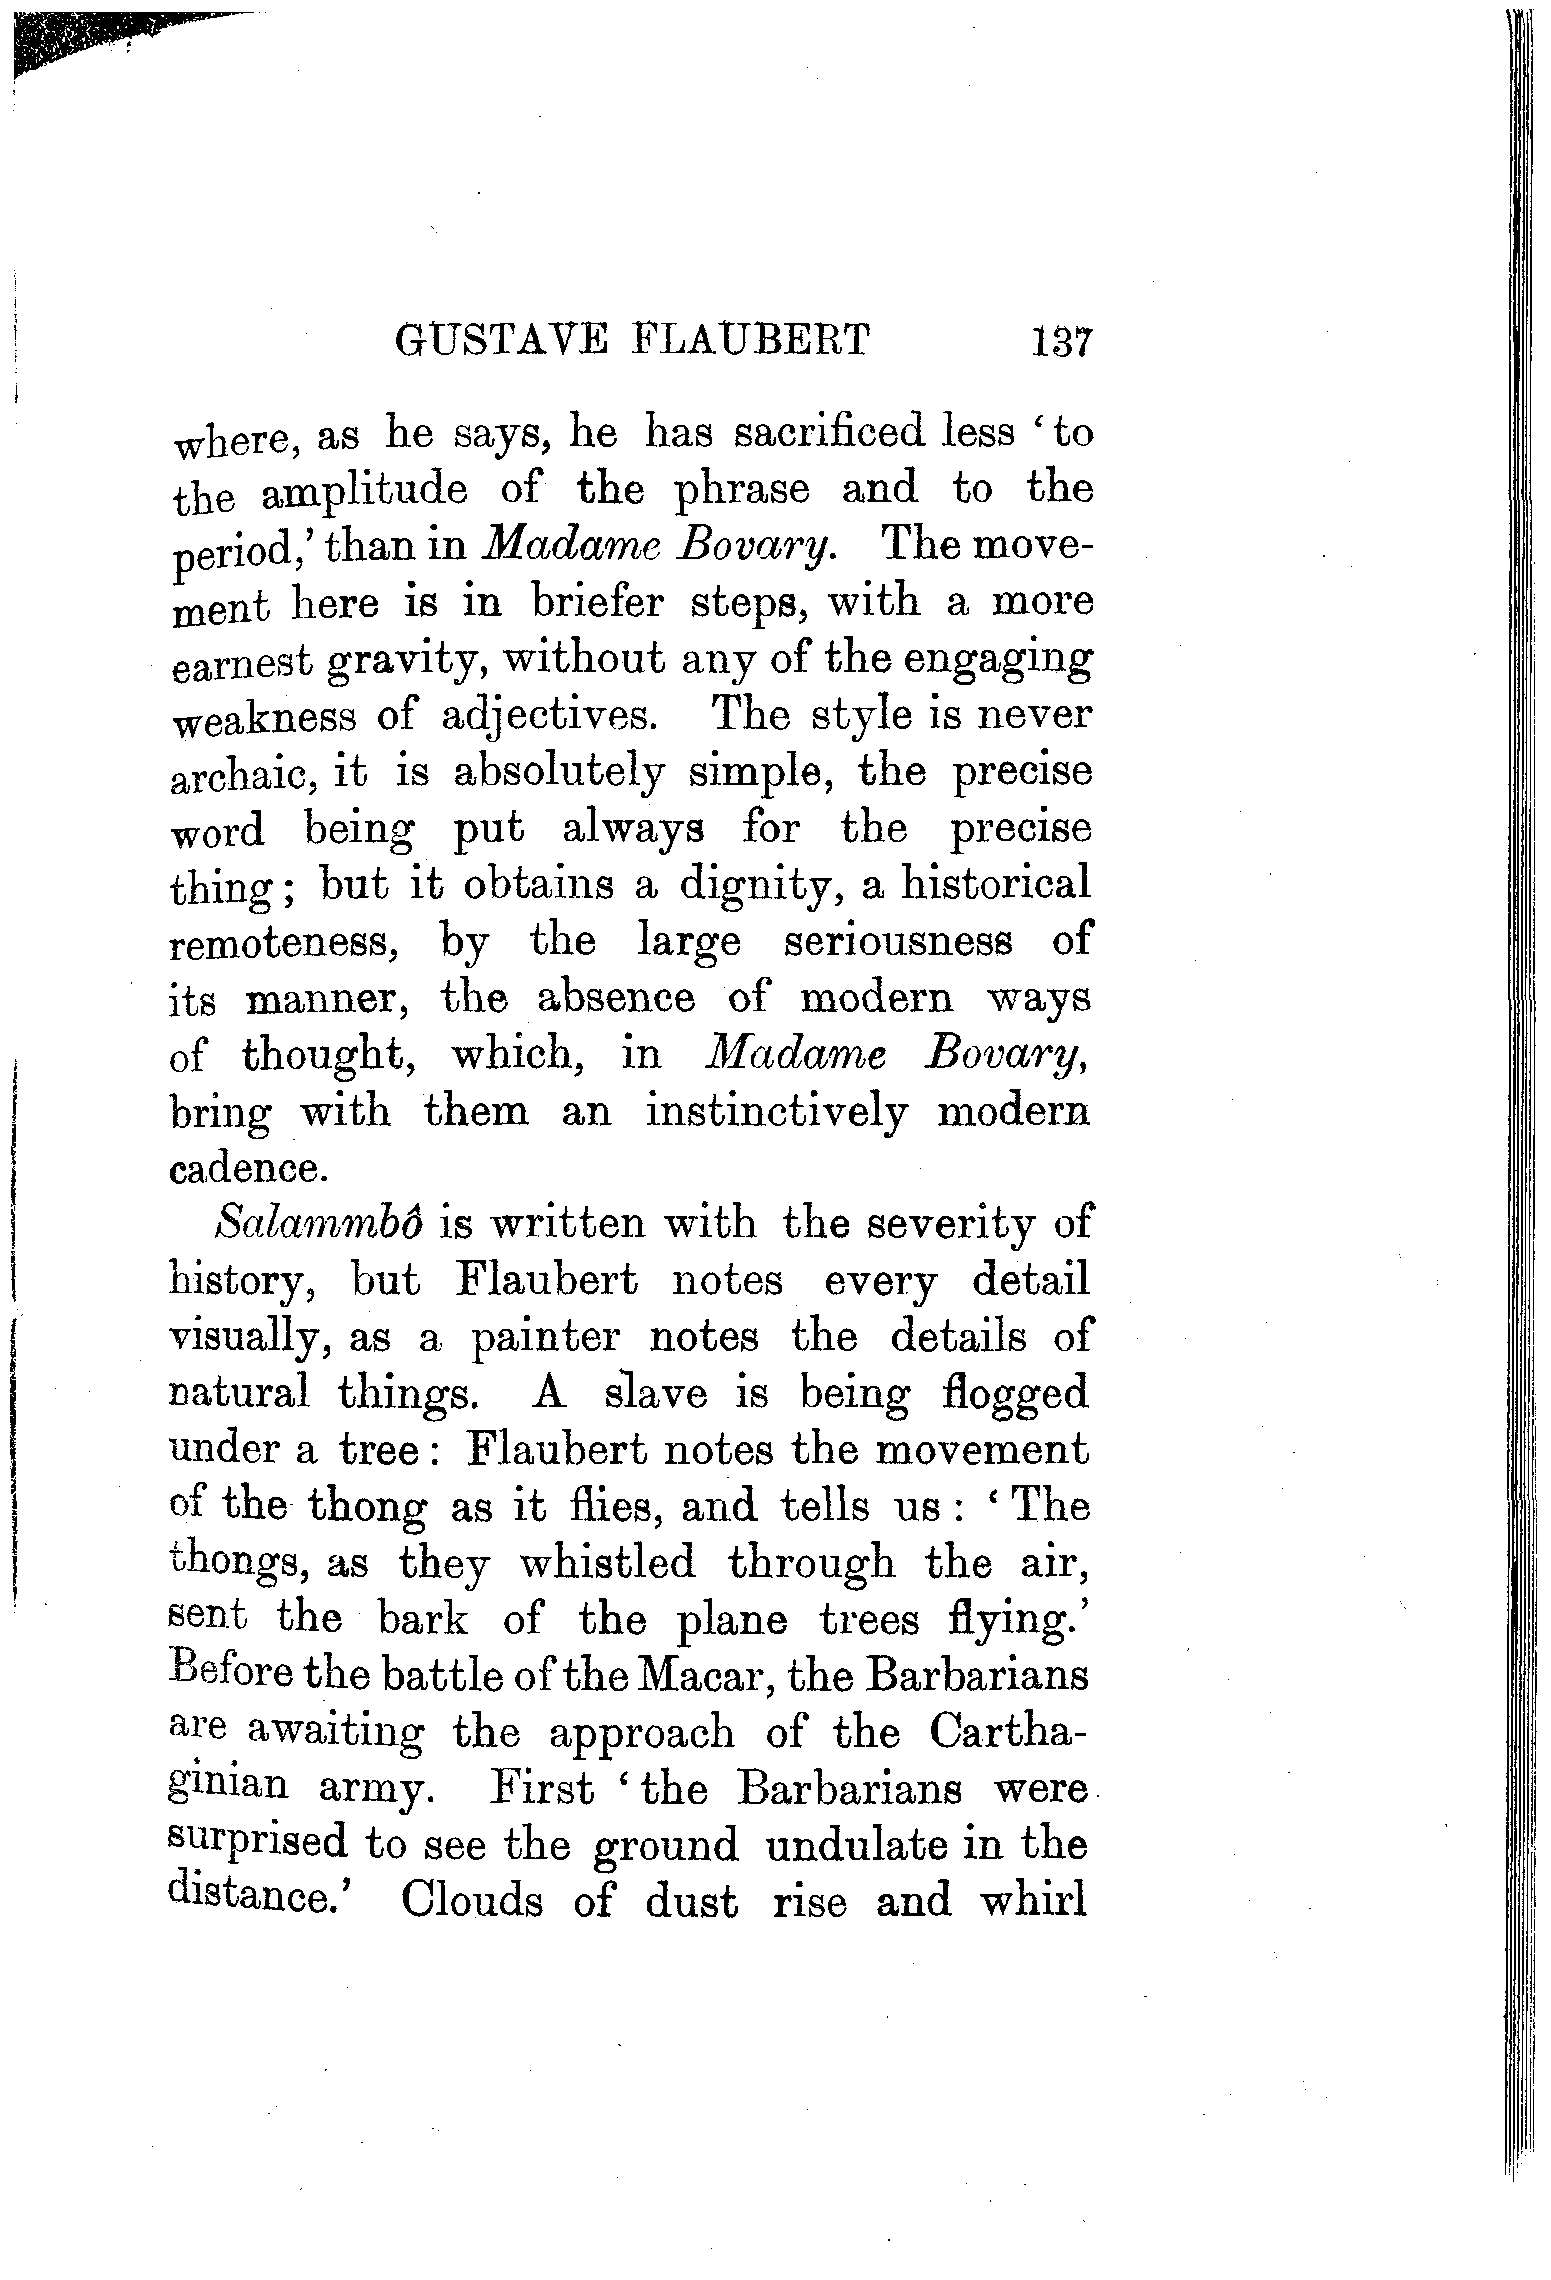 GUSTAVE FLAUBERT 137
where, as he says, he has sacrificed less ‘to
the amplitude of the phrase and to the
period,’ than in Madame Bovary. The move-
ment here is in briefer steps, with a more
earnest gravity, without any of the engaging
weakness of adjectives. The style is never
archaic, it is absolutely simple, the precise
word being put always for the precise
thing; but it obtains a dignity, a historical
remoteness, by the large seriousness of
its manner, the absence of modern ways
of thought, which, in Madame Bovary,
bring with them an instinctively modern
cadence.
Salammbô is written with the severity of
history, but Flaubert notes every detail
visually, as a painter notes the details of
natural things. A slave is being flogged
under a tree: Flaubert notes the movement
of the thong as it flies, and tells us: ‘The
thongs, as they whistled through the air,
sent the bark of the plane trees flying.’
Before the battle of the Macar, the Barbarians
are awaiting the approach of the Cartha-
ginian army. First ‘the Barbarians were
surprised to see the ground undulate in the
distance.’ Clouds of dust rise and whirl